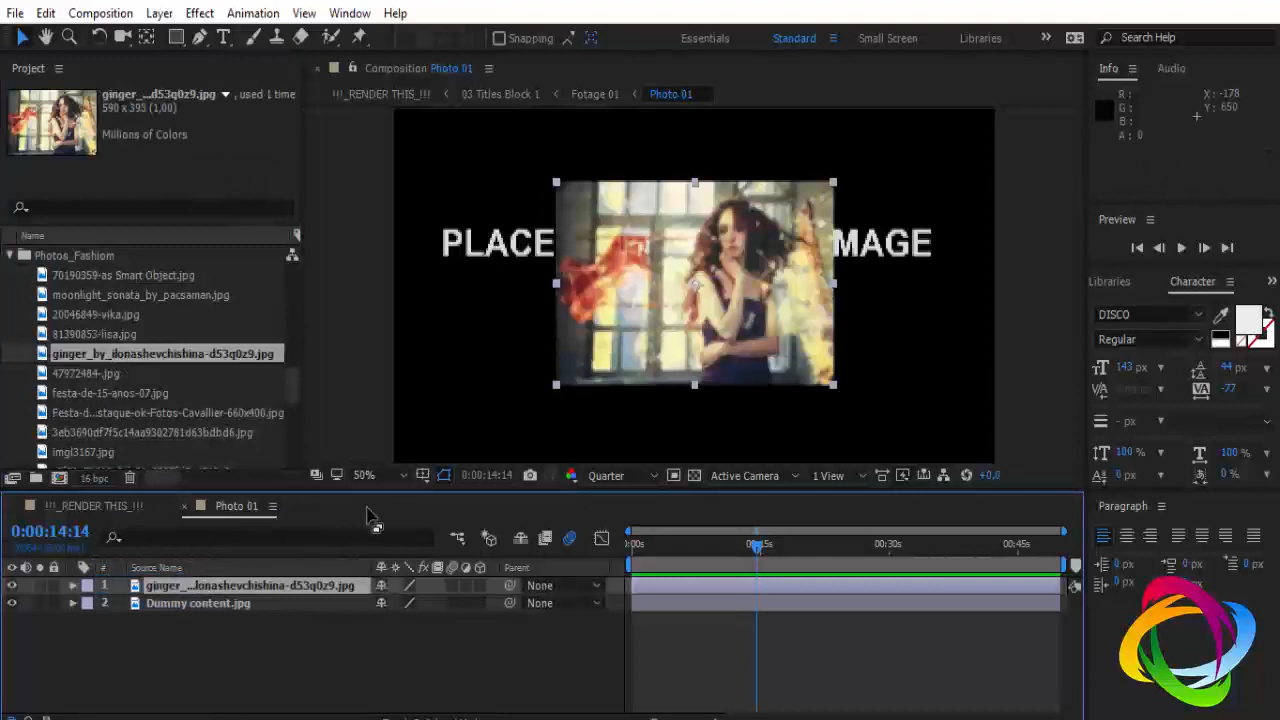 File Edit Composition Layer Effect Animation View Window Help
Snapping Essentials Standard Small Screen Libraries Search Help
Project Composition Photo 01 Info Audio
ginger_...d53q0z9.jpg , used 1 time
590 x 393 (1,00)
!!!_RENDER THIS_!!! 03 Titles Block 1 Footage 01 Photo 01
R : X: -178
G : Y: 650
B :
A : 0
Millions of Colors
Name
Photos_Fashiom
70190359-as Smart Object.jpg
moonlight_sonata_by_pacsaman.jpg
20046849-vika.jpg
81390853-lisa.jpg
ginger_by_ilonashevchishina-d53q0z9.jpg
47972484-.jpg
festa-de-15-anos-07.jpg
Festa-d...staque-ok-Fotos-Cavallier-660x400.jpg
3eb3690df7f5c14aa9302781d63bdbd6.jpg
imgl3167.jpg
PLACE MAGE
Preview
Libraries Character
DISCO
Regular
143 px 44 px
-77
- px
100 % 100 %
0 px 0 %
16 bpc
50% 0:00:14:14 Quarter Active Camera 1 View +0,0
!!!_RENDER THIS_!!! Photo 01
0:00:14:14
:00s 15s 00:30s 00:45s
# Source Name Parent
1 ginger_...lonashevchishina-d53q0z9.jpg None
2 Dummy content.jpg None
Paragraph
0 px 0 px 0 px
0 px